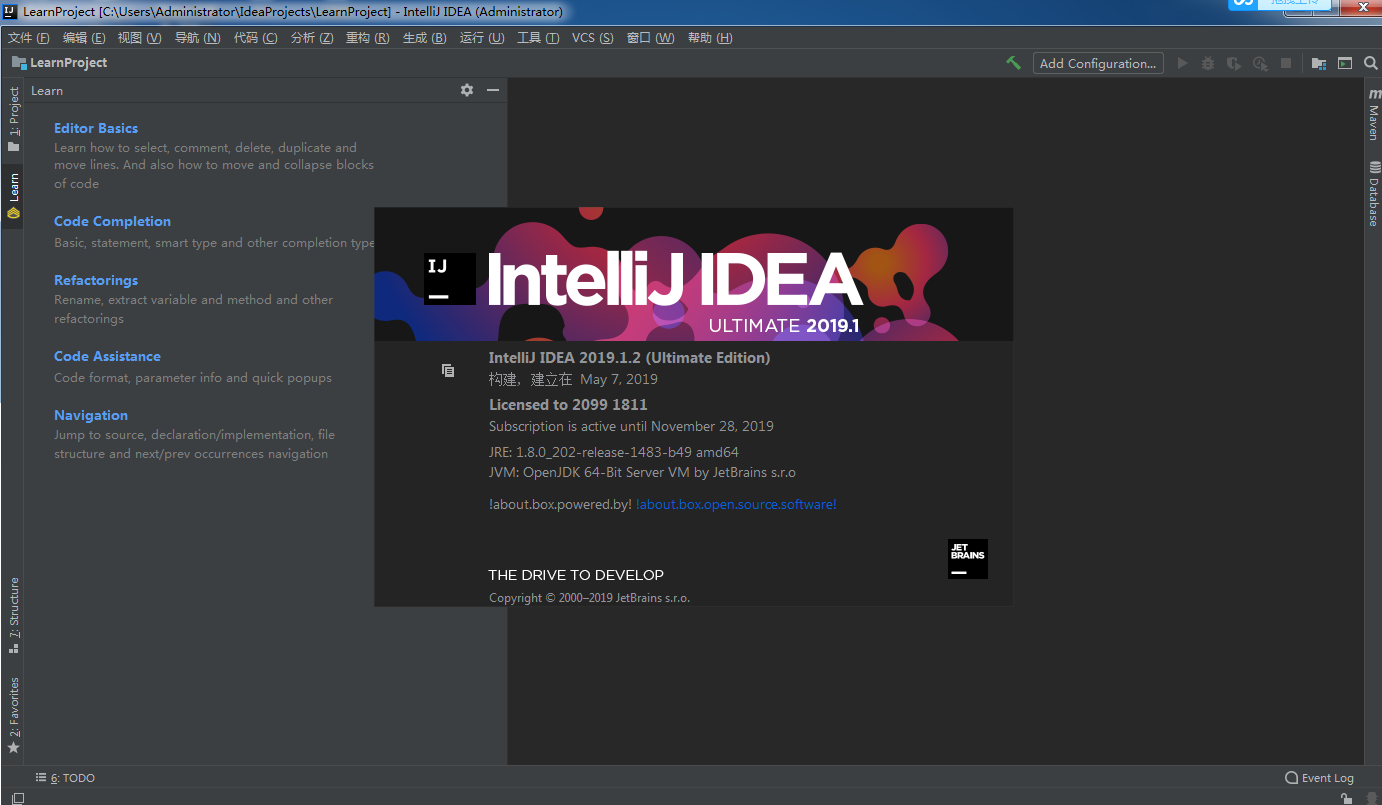 LearnProject [C:\Users\Administrator\IdeaProjects\LearnProject] - IntelliJ IDEA (Administrator)
文件 (F) 编辑 (E) 视图 (V) 导航 (N) 代码 (C) 分析 (Z) 重构 (R) 生成 (B) 运行 (U) 工具 (T) VCS (S) 窗口 (W) 帮助 (H)
LearnProject
Add Configuration...
1: Project
Learn
7: Structure
2: Favorites
Learn
Editor Basics
Learn how to select, comment, delete, duplicate and
move lines. And also how to move and collapse blocks
of code
Code Completion
Basic, statement, smart type and other completion type
Refactorings
Rename, extract variable and method and other
refactorings
Code Assistance
Code format, parameter info and quick popups
Navigation
Jump to source, declaration/implementation, file
structure and next/prev occurrences navigation
IJ
IntelliJ IDEA
ULTIMATE 2019.1
IntelliJ IDEA 2019.1.2 (Ultimate Edition)
构建，建立在 May 7, 2019
Licensed to 2099 1811
Subscription is active until November 28, 2019
JRE: 1.8.0_202-release-1483-b49 amd64
JVM: OpenJDK 64-Bit Server VM by JetBrains s.r.o
!about.box.powered.by! !about.box.open.source.software!
JET
BRAINS
THE DRIVE TO DEVELOP
Copyright © 2000–2019 JetBrains s.r.o.
m
Maven
Database
6: TODO
Event Log